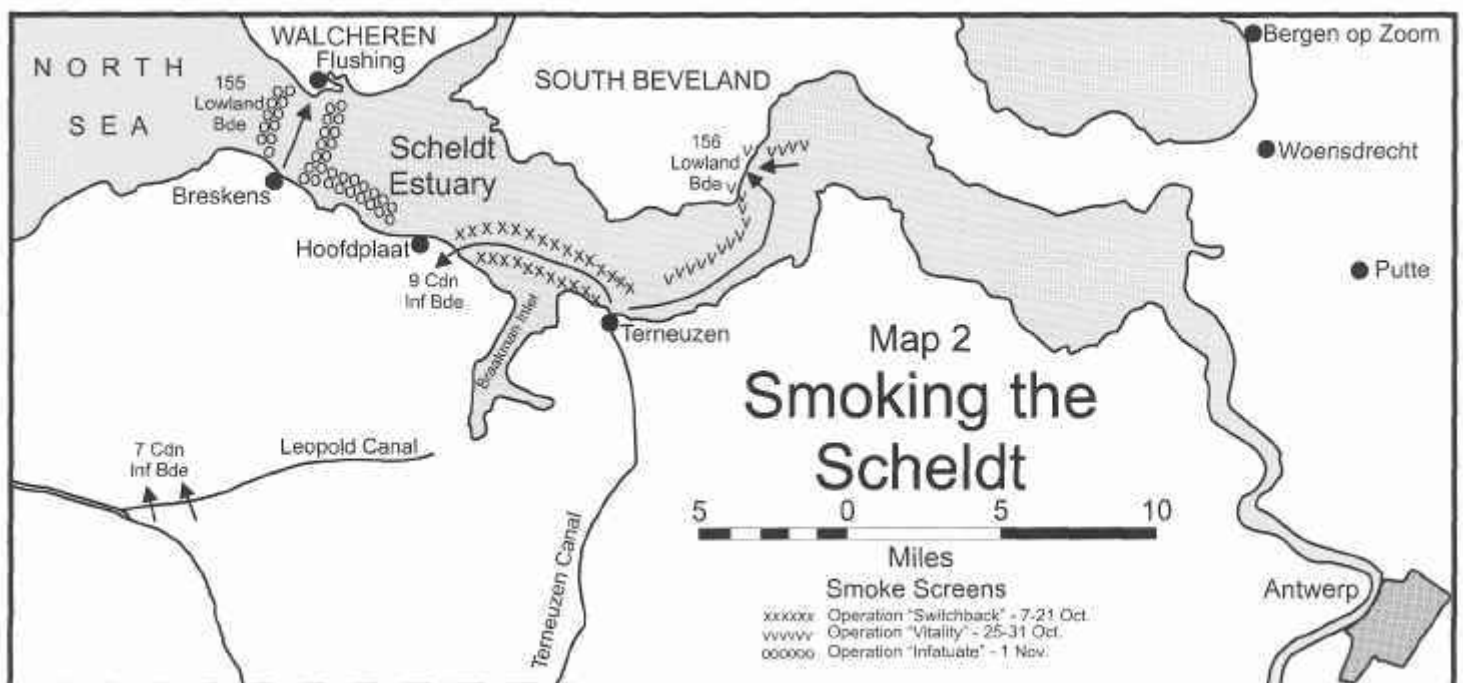 NORTH
SEA
WALCHEREN
Flushing
155
Lowland
Bde
Breskens
Scheldt
Estuary
SOUTH BEVELAND
156
Lowland
Bde
Bergen op Zoom
Woensdrecht
Putte
Hoofdplaat
9 Cdn
Inf Bde
Braakman Inlet
Terneuzen
7 Cdn
Inf Bde
Leopold Canal
Terneuzen Canal
Antwerp
Map 2
Smoking the
Scheldt
5 0 5 10
Miles
Smoke Screens
xxxxxx Operation "Switchback" - 7-21 Oct.
vvvvvv Operation "Vitality" - 25-31 Oct.
oooooo Operation "Infatuate" - 1 Nov.